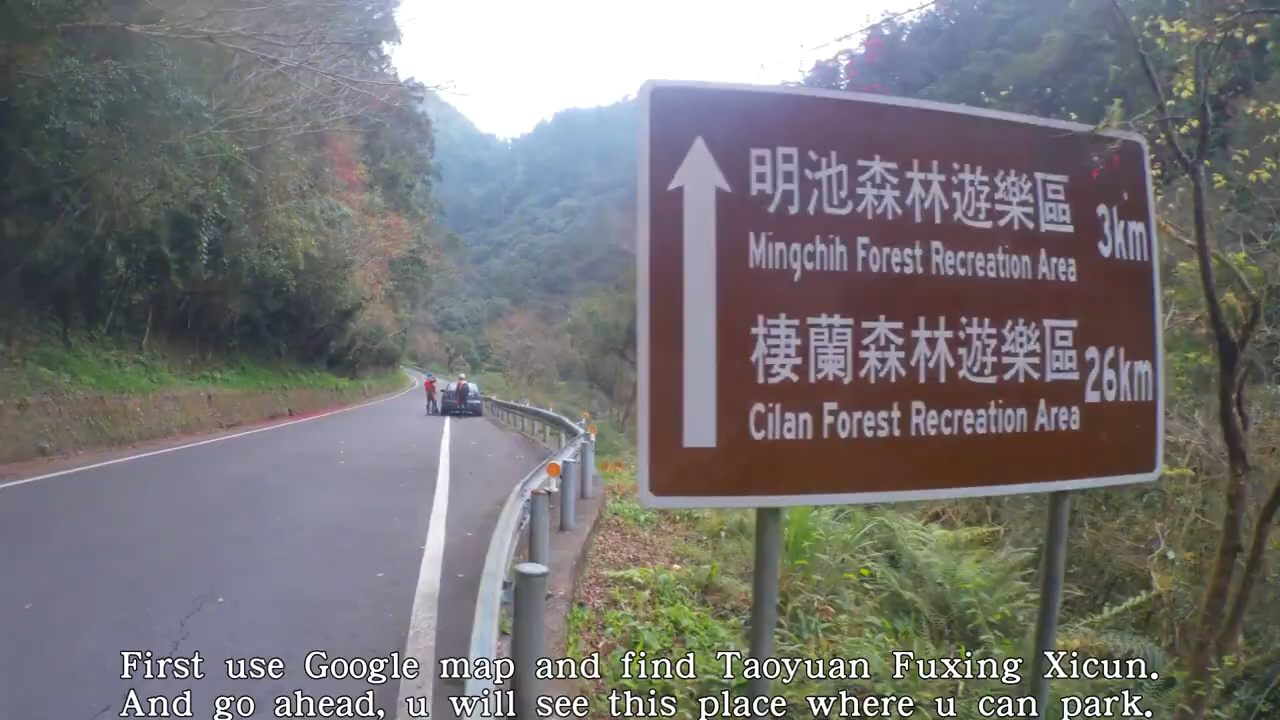 明池森林遊樂區 3km
Mingchih Forest Recreation Area
棲蘭森林遊樂區 26km
Cilan Forest Recreation Area
First use Google map and find Taoyuan Fuxing Xicun.
And go ahead, u will see this place where u can park.